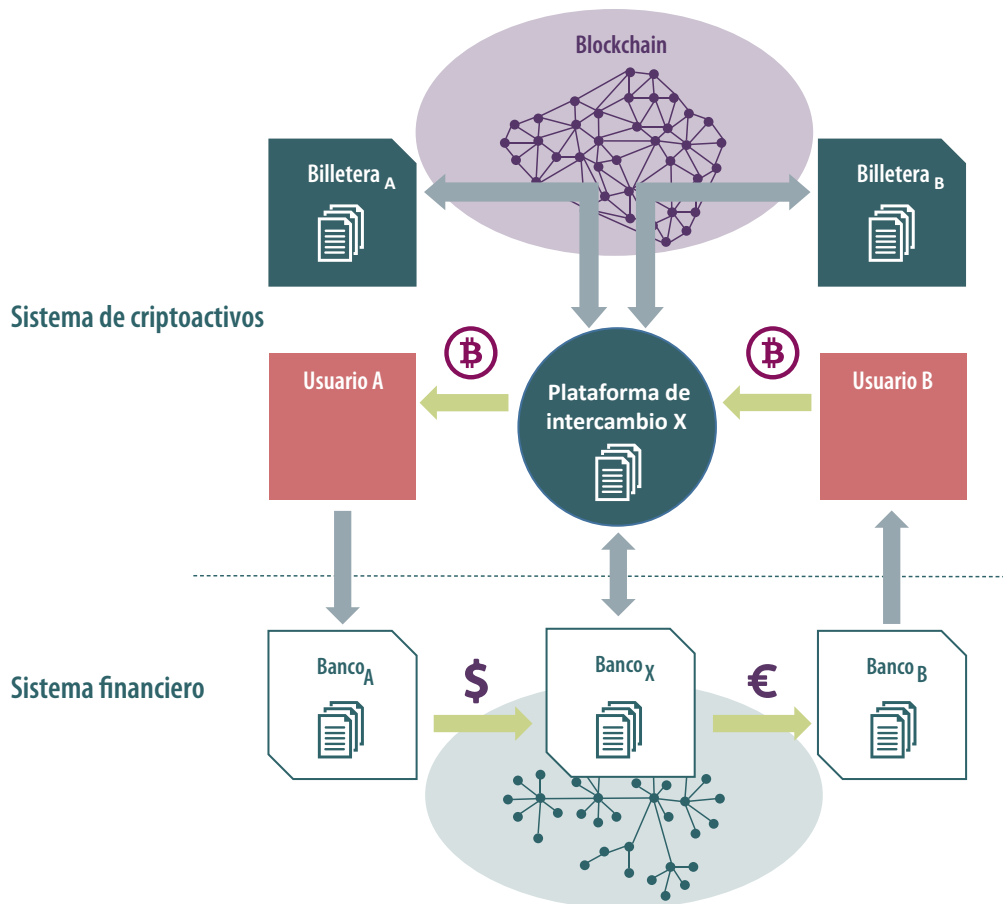 Blockchain
Billetera A
Billetera B
Sistema de criptoactivos
₿
₿
Usuario A
Plataforma de
intercambio X
Usuario B
Banco A
$
Banco X
€
Banco B
Sistema financiero